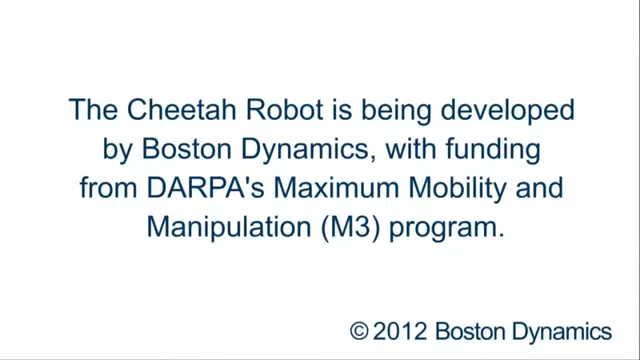 The Cheetah Robot is being developed
by Boston Dynamics, with funding
from DARPA's Maximum Mobility and
Manipulation (M3) program.
© 2012 Boston Dynamics